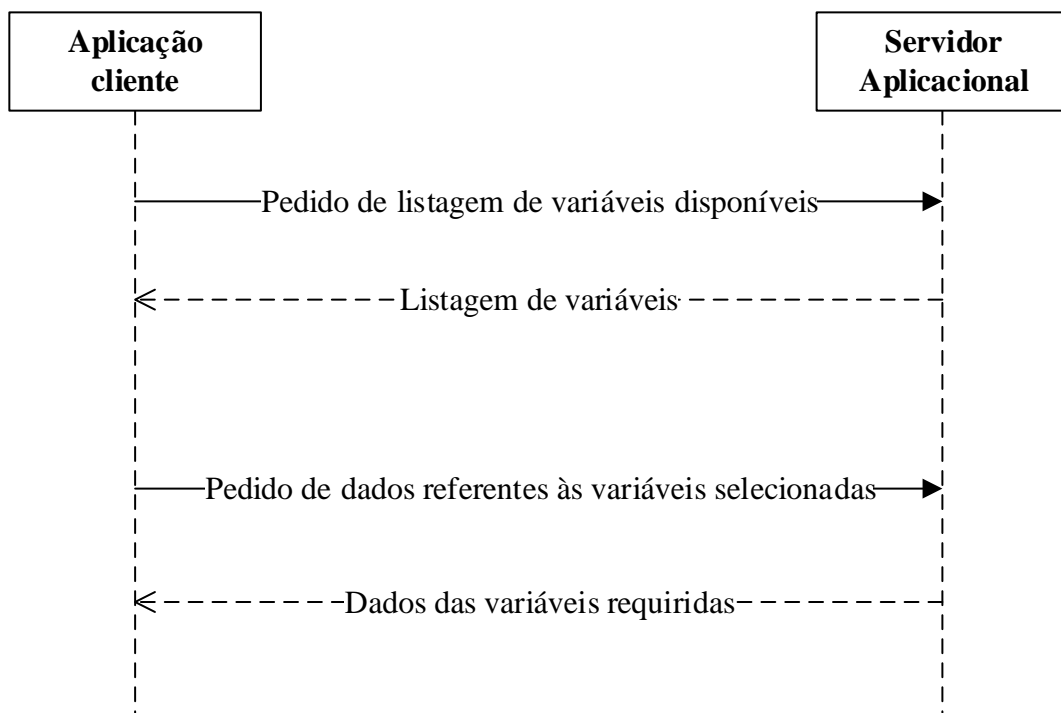 Aplicação
cliente
Servidor
Aplicacional
Pedido de listagem de variáveis disponíveis
Listagem de variáveis
Pedido de dados referentes às variáveis selecionadas
Dados das variáveis requiridas